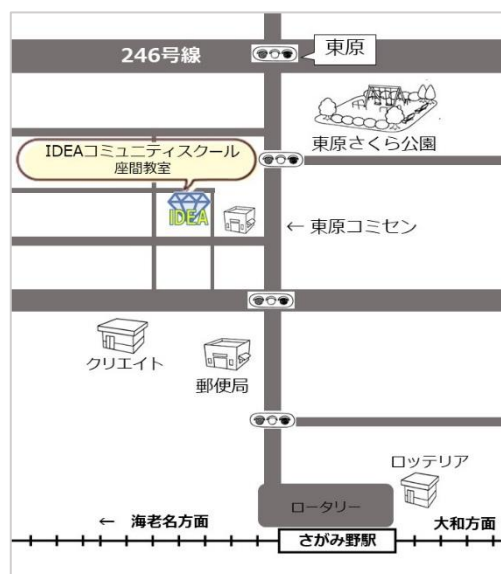 246号線
東原
東原さくら公園
IDEAコミュニティスクール
座間教室
IDEA
← 東原コミセン
クリエイト
郵便局
ロッテリア
ロータリー
← 海老名方面
さがみ野駅
大和方面